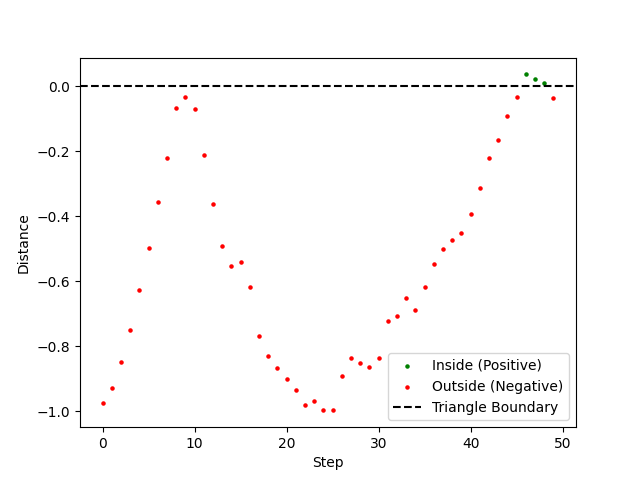 0.0
−0.2
−0.4
−0.6
−0.8
−1.0
Distance
0 10 20 30 40 50
Step
Inside (Positive)
Outside (Negative)
Triangle Boundary